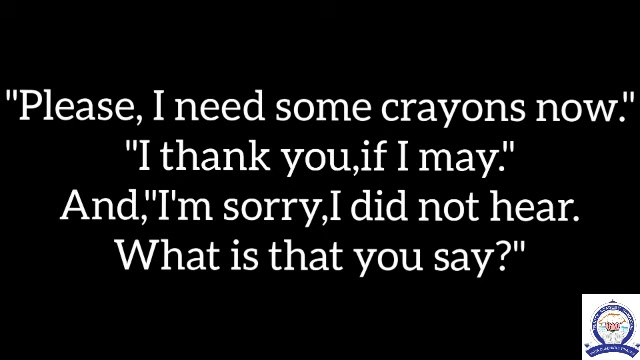 "Please, I need some crayons now."
"I thank you,if I may."
And,"I'm sorry,I did not hear.
What is that you say?"